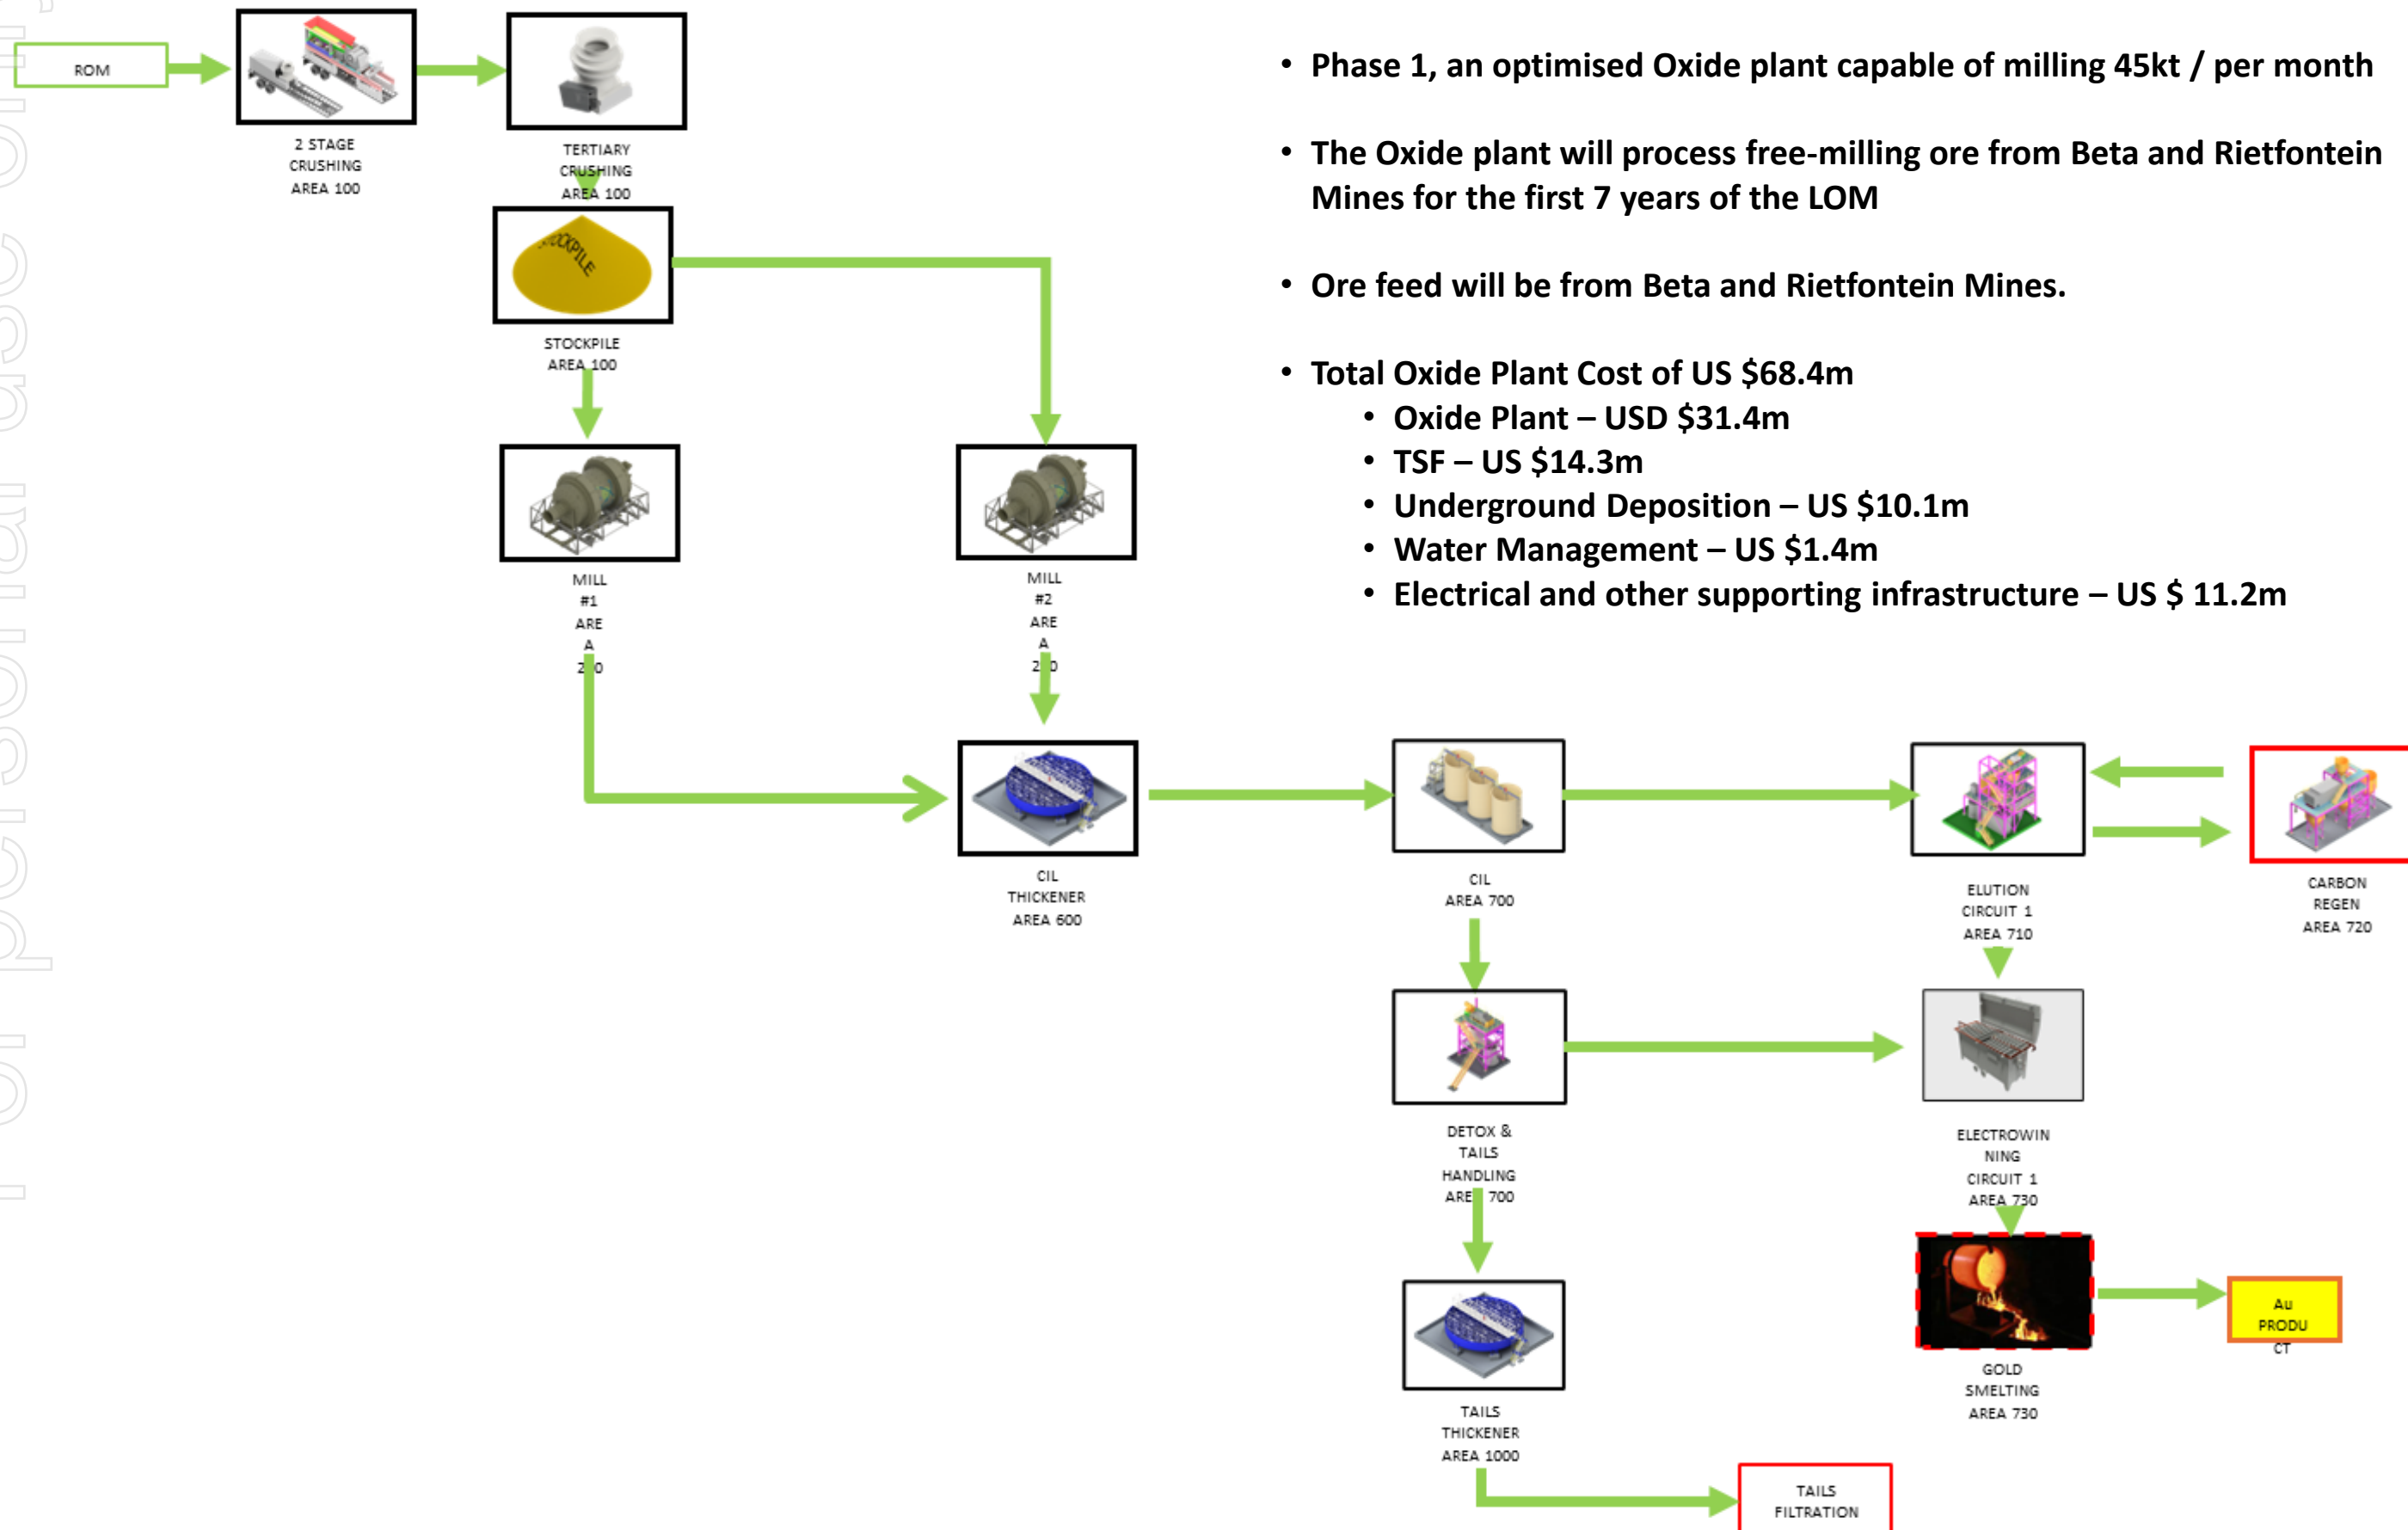 For personal use only
ROM
2 STAGE
CRUSHING
AREA 100
TERTIARY
CRUSHING
AREA 100
STOCKPILE
STOCKPILE
AREA 100
MILL
#1
ARE
A
MILL
#2
ARE
A
• Phase 1, an optimised Oxide plant capable of milling 45kt / per month
• The Oxide plant will process free-milling ore from Beta and Rietfontein
Mines for the first 7 years of the LOM
• Ore feed will be from Beta and Rietfontein Mines.
• Total Oxide Plant Cost of US $68.4m
• Oxide Plant – USD $31.4m
• TSF – US $14.3m
• Underground Deposition – US $10.1m
• Water Management – US $1.4m
• Electrical and other supporting infrastructure – US $ 11.2m
CIL
THICKENER
AREA 600
CIL
AREA 700
ELUTION
CIRCUIT 1
AREA 710
CARBON
REGEN
AREA 720
DETOX &
TAILS
HANDLING
AREA 700
ELECTROWIN
NING
CIRCUIT 1
AREA 730
TAILS
THICKENER
AREA 1000
GOLD
SMELTING
AREA 730
Au
PRODU
CT
TAILS
FILTRATION